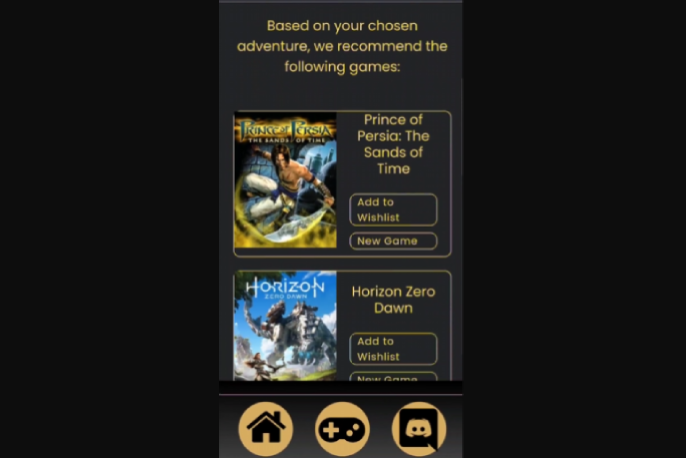 Based on your chosen
adventure, we recommend the
following games:
PRINCE OF PERSIA
THE SANDS OF TIME
Prince of
Persia: The
Sands of
Time
Add to
Wishlist
New Game
HORIZON
ZERO DAWN
Horizon Zero
Dawn
Add to
Wishlist
New Game